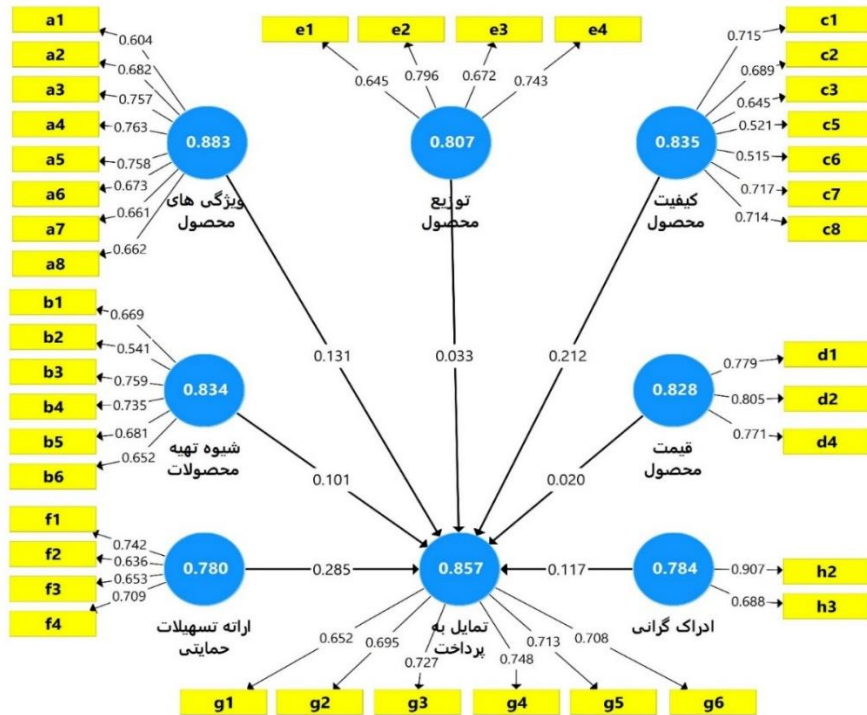 a1
a2
a3
a4
a5
a6
a7
a8
0.604
0.682
0.757
0.763
0.758
0.673
0.661
0.662
0.883
ویژگی های
محصول
e1
e2
e3
e4
0.645
0.796
0.672
0.743
0.807
توزیع
محصول
c1
c2
c3
c5
c6
c7
c8
0.715
0.689
0.645
0.521
0.515
0.717
0.714
0.835
کیفیت
محصول
0.131
0.033
0.212
b1
b2
b3
b4
b5
b6
0.669
0.541
0.759
0.735
0.681
0.652
0.834
شیوه تهیه
محصولات
0.101
d1
d2
d4
0.779
0.805
0.771
0.828
قیمت
محصول
0.020
f1
f2
f3
f4
0.742
0.636
0.653
0.709
0.780
اراته تسهیلات
حمایتی
0.285
0.857
تمایل به
پرداخت
0.117
0.784
ادراک گرانی
0.907
0.688
h2
h3
0.652
0.695
0.727
0.748
0.713
0.708
g1
g2
g3
g4
g5
g6